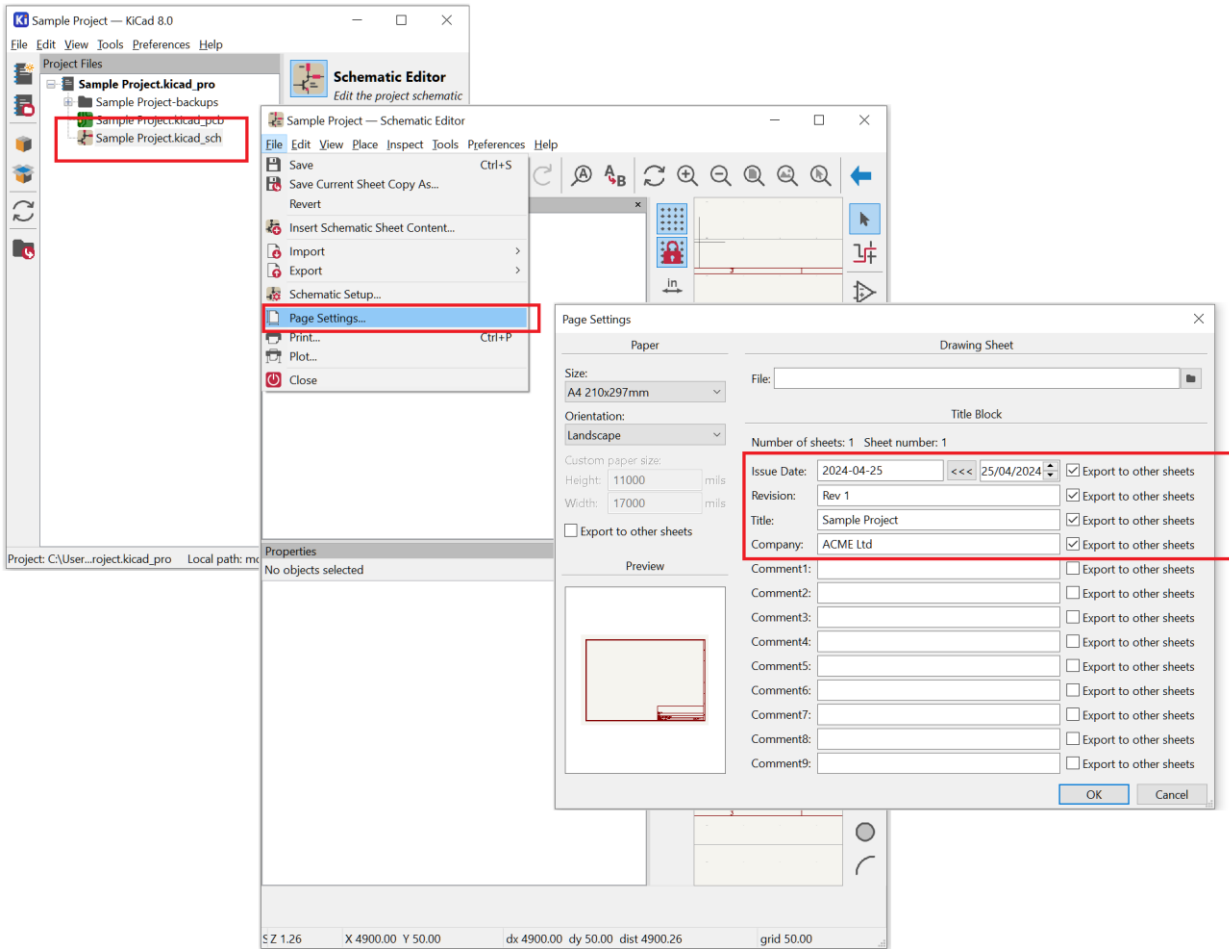 Sample Project — KiCad 8.0
File Edit View Tools Preferences Help
Project Files
Sample Project.kicad_pro
Sample Project-backups
Sample Project.kicad_pcb
Sample Project.kicad_sch
Schematic Editor
Edit the project schematic
Project: C:\User...roject.kicad_pro Local path: mo
Sample Project — Schematic Editor
File Edit View Place Inspect Tools Preferences Help
Save Ctrl+S
Save Current Sheet Copy As...
Revert
Insert Schematic Sheet Content...
Import
Export
Schematic Setup...
Page Settings...
Print... Ctrl+P
Plot...
Close
in
Properties
No objects selected
Z 1.26 X 4900.00 Y 50.00 dx 4900.00 dy 50.00 dist 4900.26 grid 50.00
Page Settings
Paper
Size:
A4 210x297mm
Orientation:
Landscape
Custom paper size:
Height: 11000 mils
Width: 17000 mils
Export to other sheets
Preview
Drawing Sheet
File:
Title Block
Number of sheets: 1 Sheet number: 1
Issue Date: 2024-04-25 <<< 25/04/2024 Export to other sheets
Revision: Rev 1 Export to other sheets
Title: Sample Project Export to other sheets
Company: ACME Ltd Export to other sheets
Comment1: Export to other sheets
Comment2: Export to other sheets
Comment3: Export to other sheets
Comment4: Export to other sheets
Comment5: Export to other sheets
Comment6: Export to other sheets
Comment7: Export to other sheets
Comment8: Export to other sheets
Comment9: Export to other sheets
OK Cancel